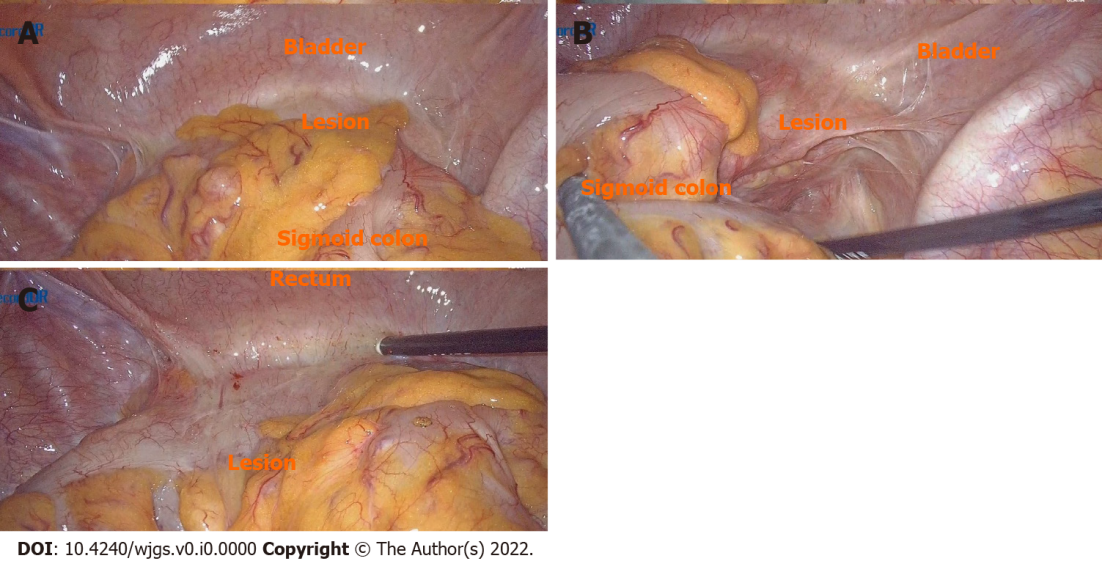 A
Bladder
Lesion
Sigmoid colon
B
Bladder
Lesion
Sigmoid colon
C
Rectum
Lesion
DOI: 10.4240/wjgs.v0.i0.0000 Copyright © The Author(s) 2022.